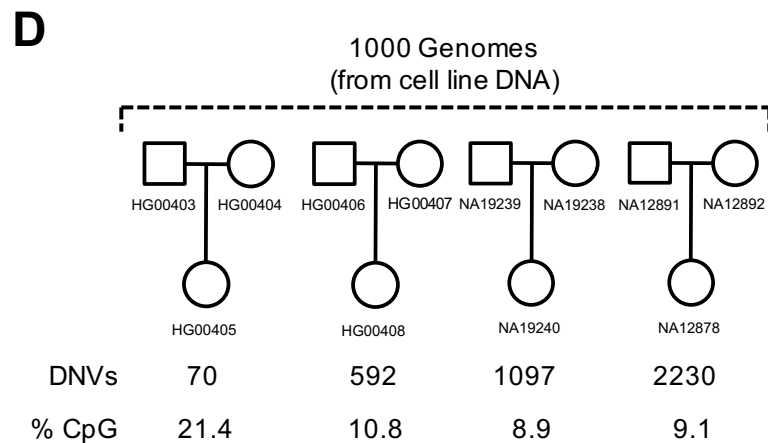 D
1000 Genomes
(from cell line DNA)
HG00403 HG00404 HG00406 HG00407 NA19239 NA19238 NA12891 NA12892
HG00405 HG00408 NA19240 NA12878
DNVs 70 592 1097 2230
% CpG 21.4 10.8 8.9 9.1